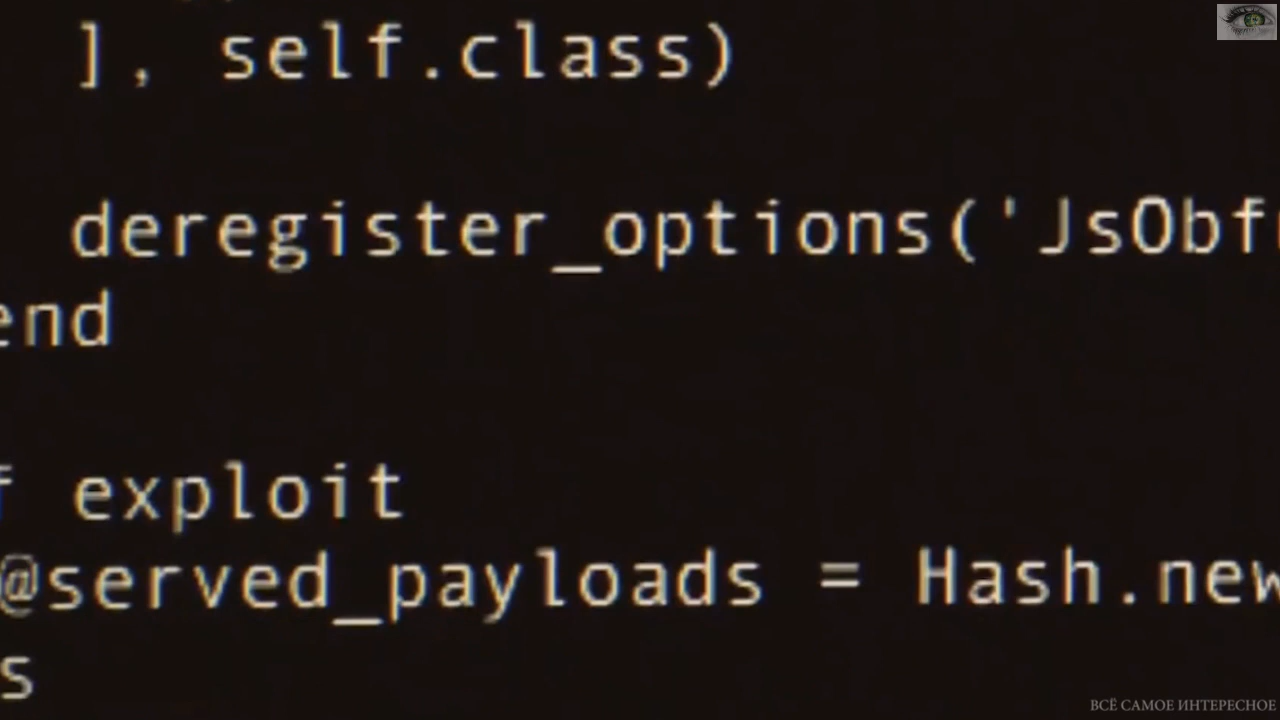 ], self.class)
deregister_options('JsObf
end
f exploit
@served_payloads = Hash.new
s
ВСЁ САМОЕ ИНТЕРЕСНОЕ